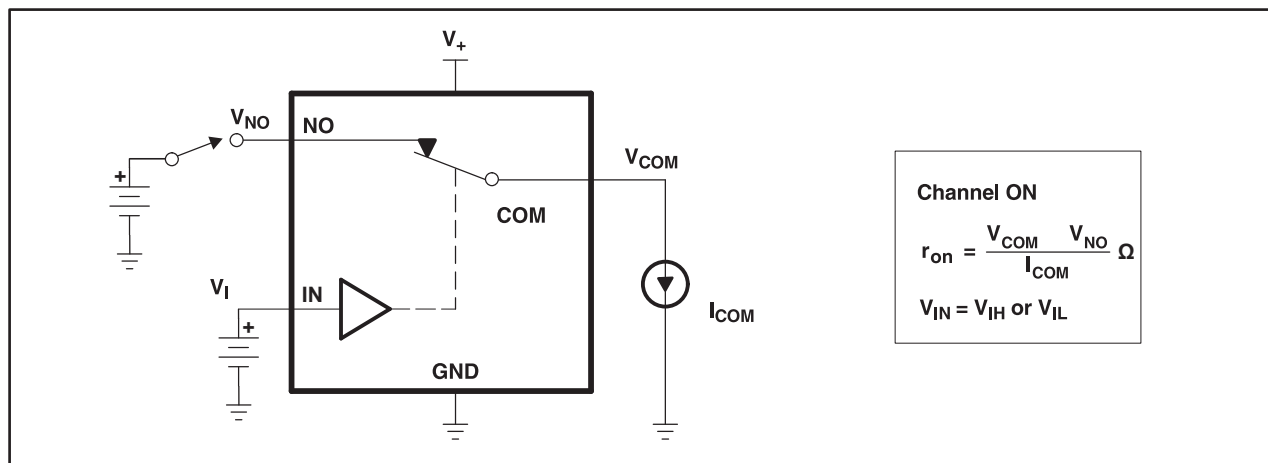 V+
VNO
NO
VCOM
COM
VI
IN
ICOM
GND
+
+
Channel ON
ron = VCOM VNO / ICOM Ω
VIN = VIH or VIL